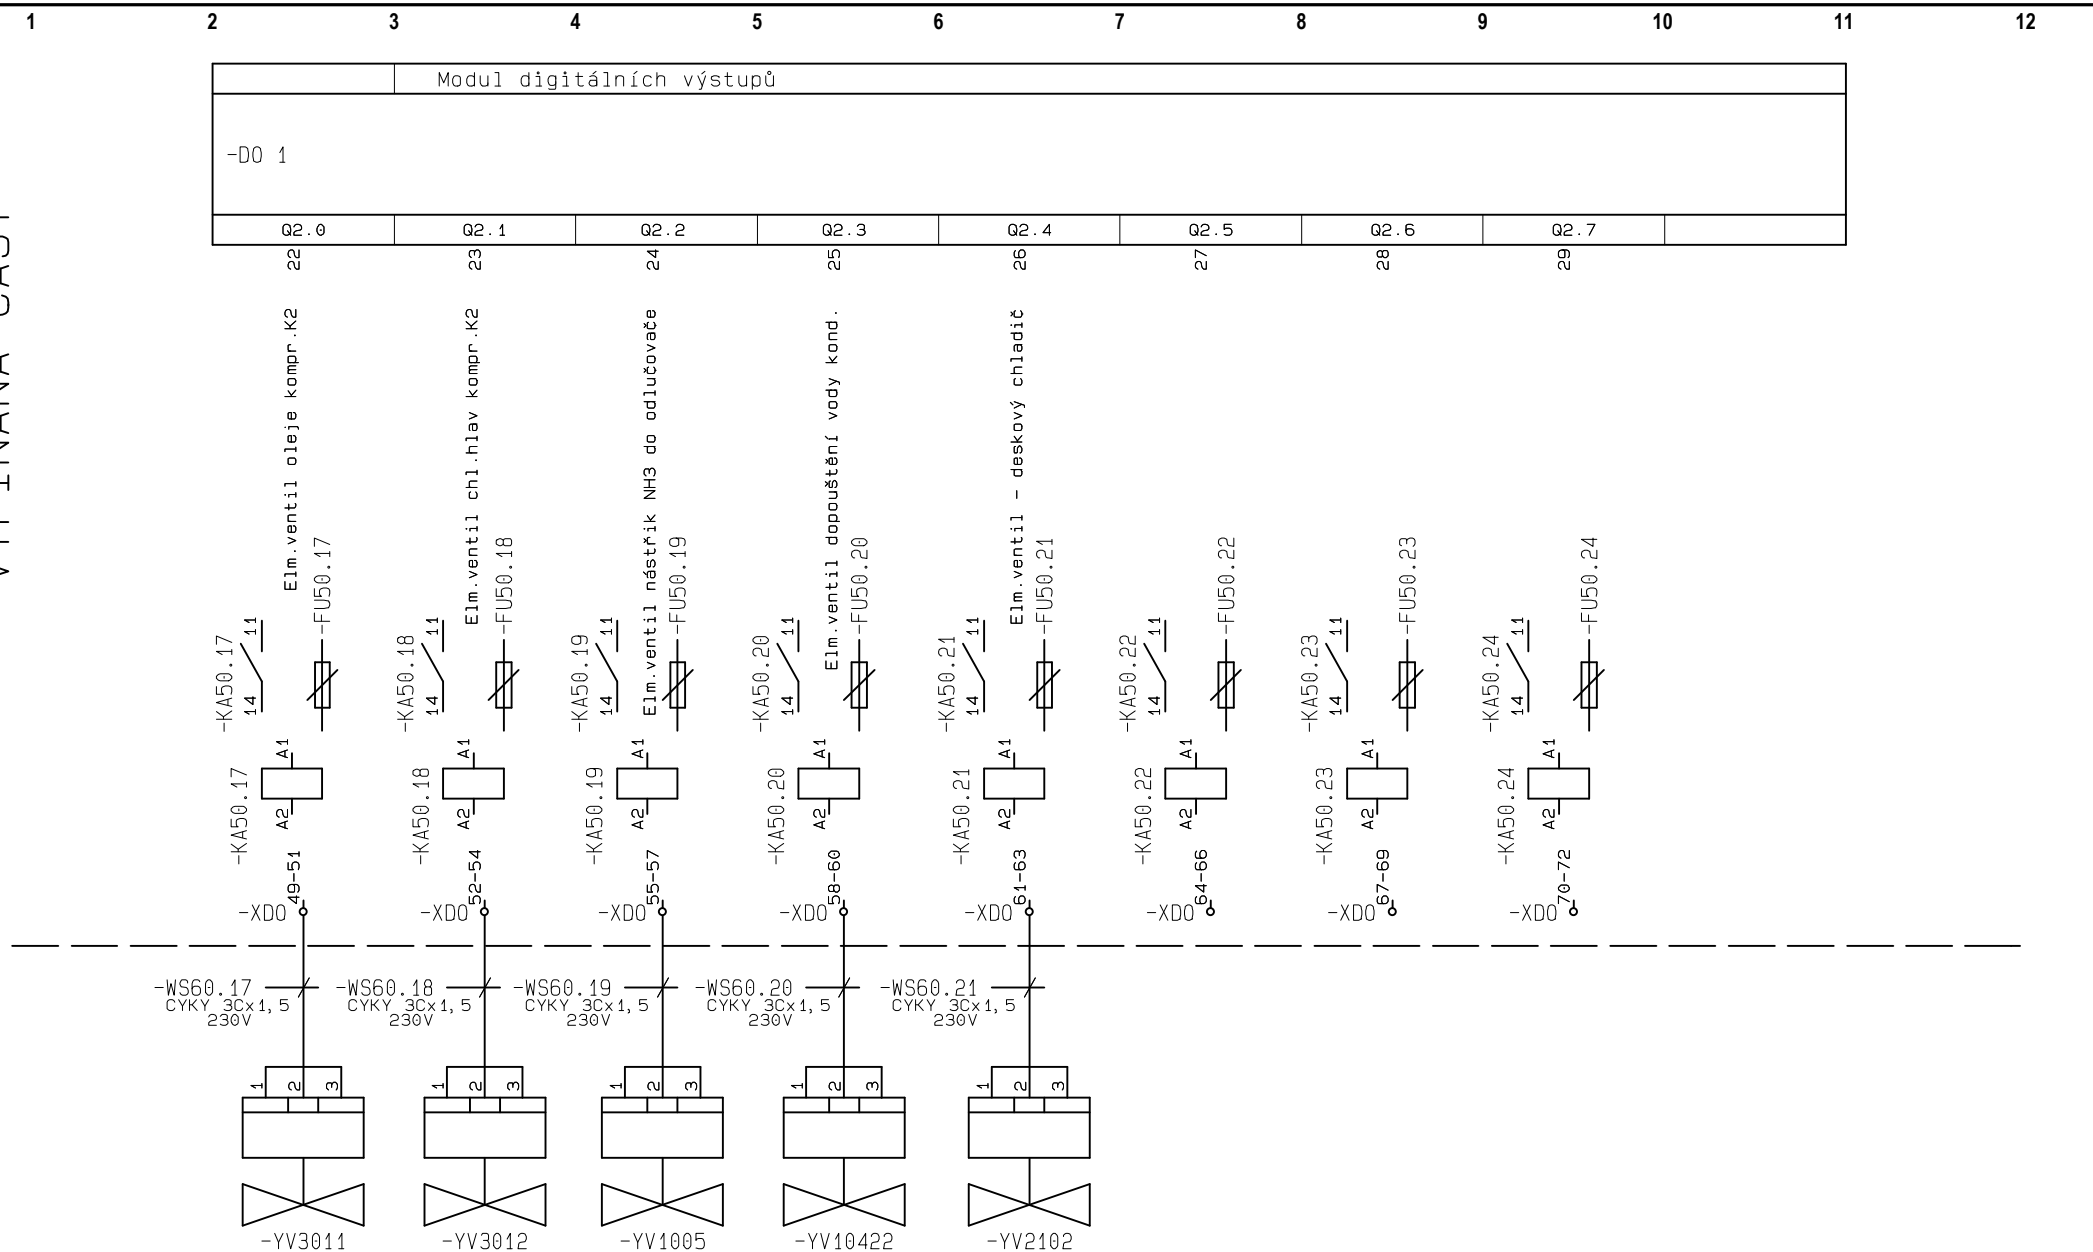 1 2 3 4 5 6 7 8 9 10 11 12
Modul digitálních výstupů
-DO 1
Q2.0 Q2.1 Q2.2 Q2.3 Q2.4 Q2.5 Q2.6 Q2.7
22 23 24 25 26 27 28 29
Elm.ventil oleje kompr.K2
Elm.ventil chl.hlav kompr.K2
Elm.ventil nástřik NH3 do odlučovače
Elm.ventil dopouštění vody kond.
Elm.ventil - deskový chladič
-KA50.17 14 11 -FU50.17
-KA50.18 14 11 -FU50.18
-KA50.19 14 11 -FU50.19
-KA50.20 14 11 -FU50.20
-KA50.21 14 11 -FU50.21
-KA50.22 14 11 -FU50.22
-KA50.23 14 11 -FU50.23
-KA50.24 14 11 -FU50.24
-KA50.17 A2 A1
-KA50.18 A2 A1
-KA50.19 A2 A1
-KA50.20 A2 A1
-KA50.21 A2 A1
-KA50.22 A2 A1
-KA50.23 A2 A1
-KA50.24 A2 A1
-XDO 49-51
-XDO 52-54
-XDO 55-57
-XDO 58-60
-XDO 61-63
-XDO 64-66
-XDO 67-69
-XDO 70-72
-WS60.17
CYKY 3Cx1,5
230V
-WS60.18
CYKY 3Cx1,5
230V
-WS60.19
CYKY 3Cx1,5
230V
-WS60.20
CYKY 3Cx1,5
230V
-WS60.21
CYKY 3Cx1,5
230V
1 2 3
1 2 3
1 2 3
1 2 3
1 2 3
-YV3011 -YV3012 -YV1005 -YV10422 -YV2102